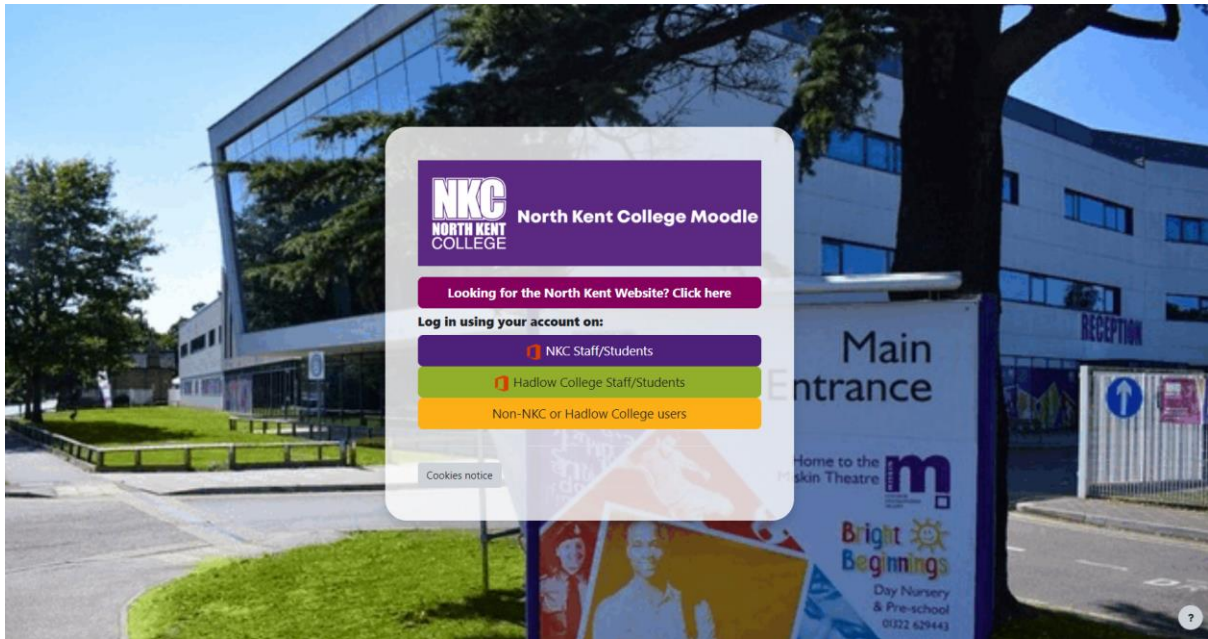 NKC
NORTH KENT
COLLEGE
North Kent College Moodle
Looking for the North Kent Website? Click here
Log in using your account on:
NKC Staff/Students
Hadlow College Staff/Students
Non-NKC or Hadlow College users
Cookies notice
RECEPTION
Main
Entrance
Home to the
Miskin Theatre
m
Bright
Beginnings
Day Nursery
& Pre-school
01322 629443
?